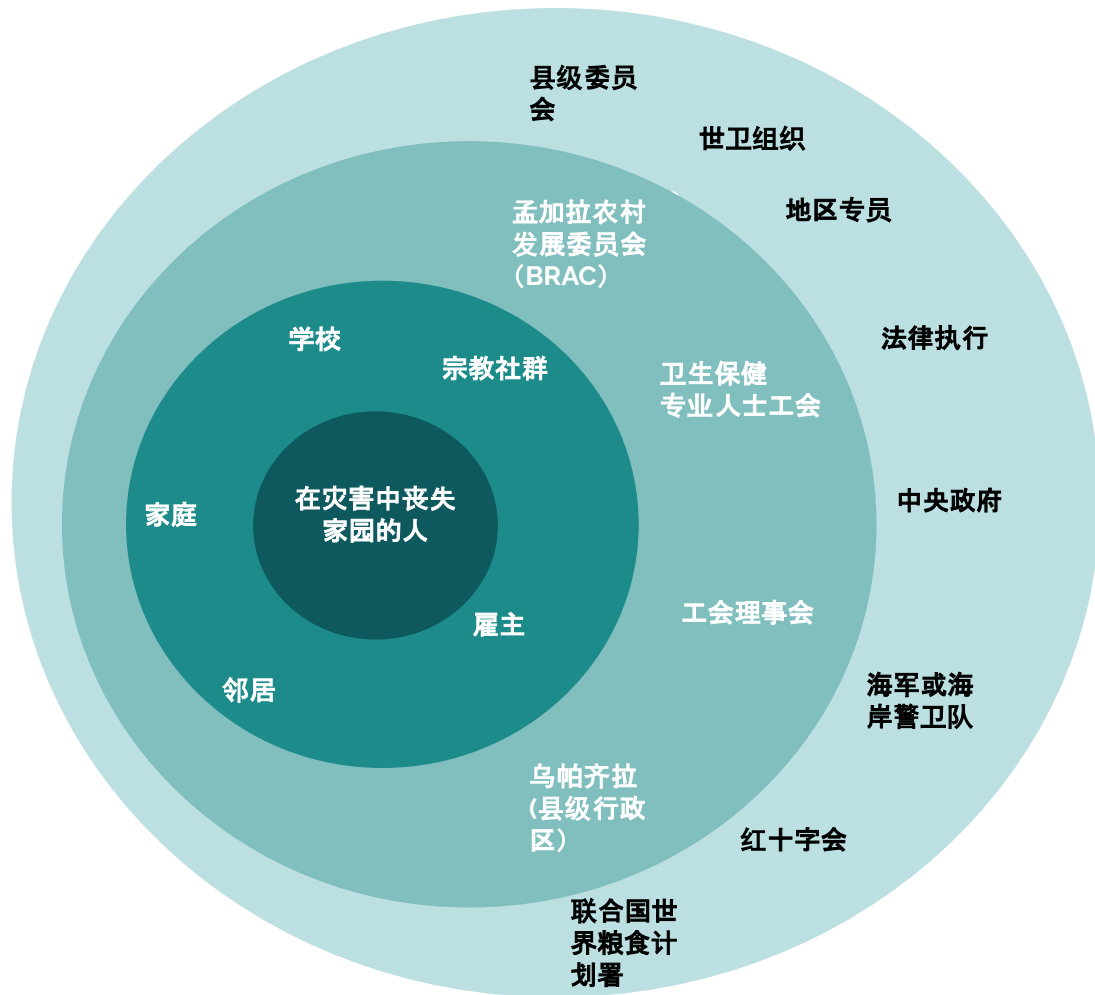 县级委员
会
世卫组织
地区专员
孟加拉农村
发展委员会
（BRAC）
学校
宗教社群
法律执行
卫生保健
专业人士工会
在灾害中丧失
家园的人
家庭
中央政府
雇主
工会理事会
邻居
海军或海
岸警卫队
乌帕齐拉
(县级行政
区）
红十字会
联合国世
界粮食计
划署